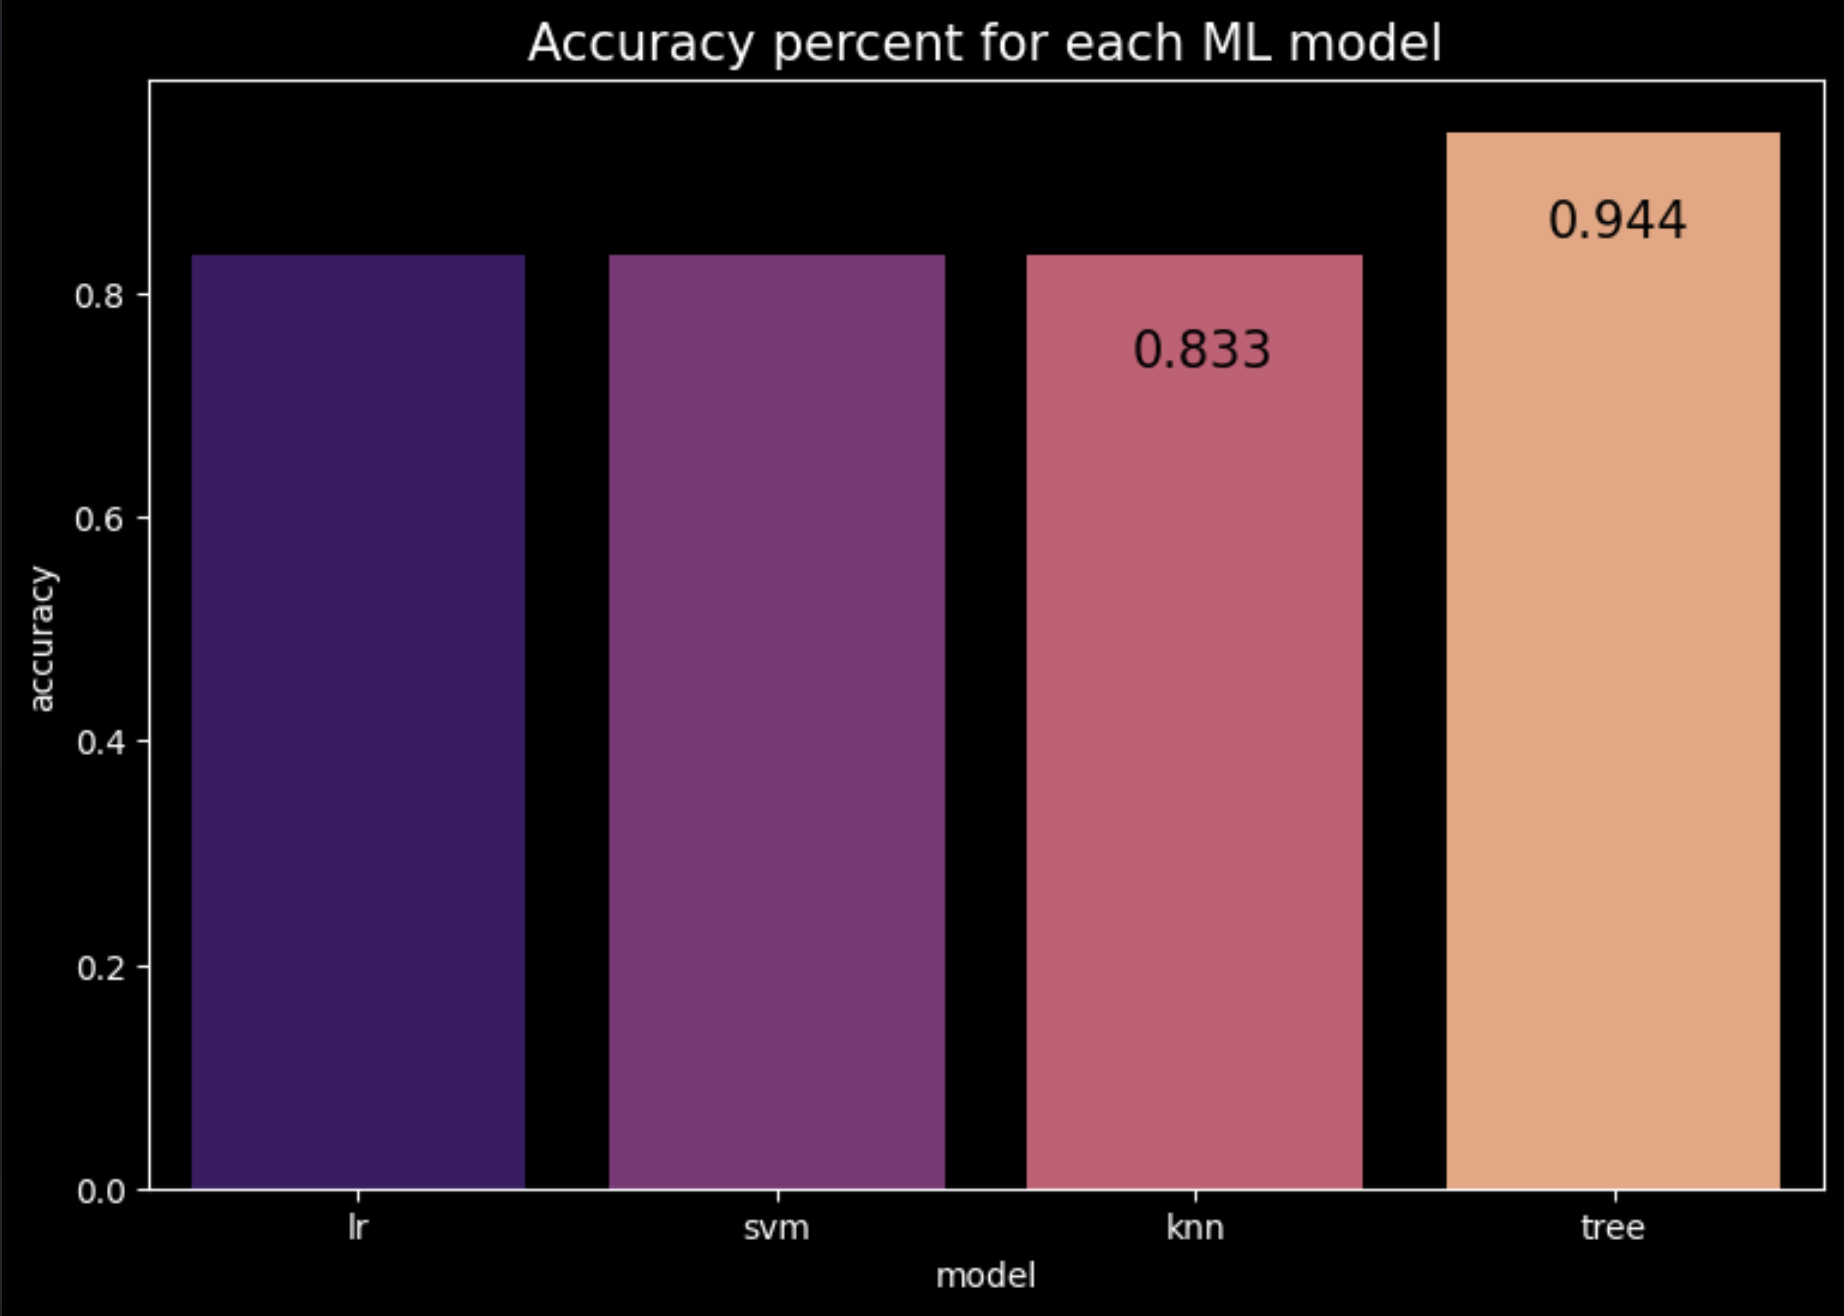 Accuracy percent for each ML model
0.944
0.8
0.833
0.6
accuracy
0.4
0.2
0.0
lr svm knn tree
model